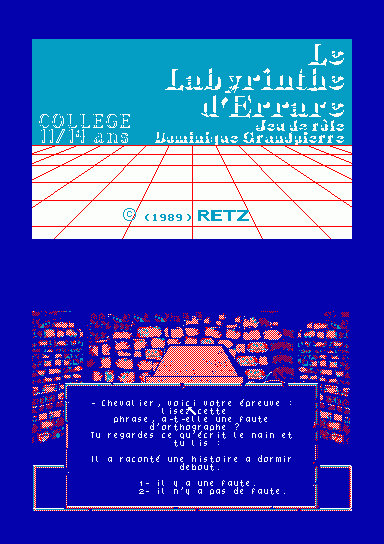 Le
Labyrinthe
d'Errare
Jeu de rôle
Dominique Grandpierre
COLLEGE
11/14 ans
© (1989) RETZ
- Chevalier, voici votre épreuve :
lisez cette
phrase, a-t-elle une faute
d'orthographe ?
Tu regardes ce qu'écrit le nain et
tu lis :
Il a raconté une histoire a dormir
debout.
1- il y a une faute.
2- il n'y a pas de faute.